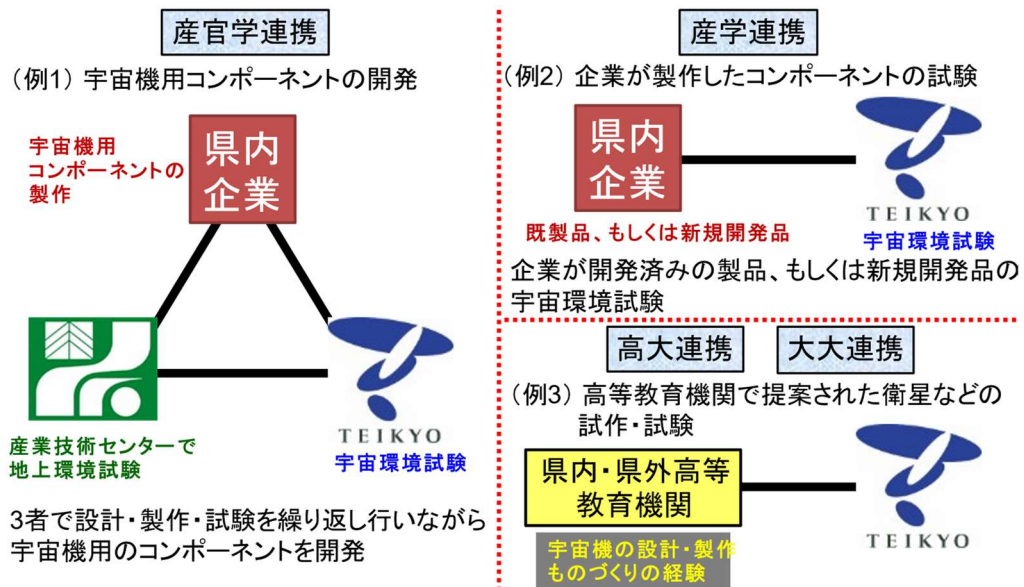 産官学連携
(例1) 宇宙機用コンポーネントの開発
宇宙機用
コンポーネントの
製作
県内
企業
産業技術センターで
地上環境試験
TEIKYO
宇宙環境試験
3者で設計・製作・試験を繰り返し行いながら
宇宙機用のコンポーネントを開発
産学連携
(例2) 企業が製作したコンポーネントの試験
県内
企業
既製品、もしくは新規開発品
TEIKYO
宇宙環境試験
企業が開発済みの製品、もしくは新規開発品の
宇宙環境試験
高大連携
大大連携
(例3) 高等教育機関で提案された衛星などの
試作・試験
県内・県外高等
教育機関
宇宙機の設計・製作
ものづくりの経験
TEIKYO